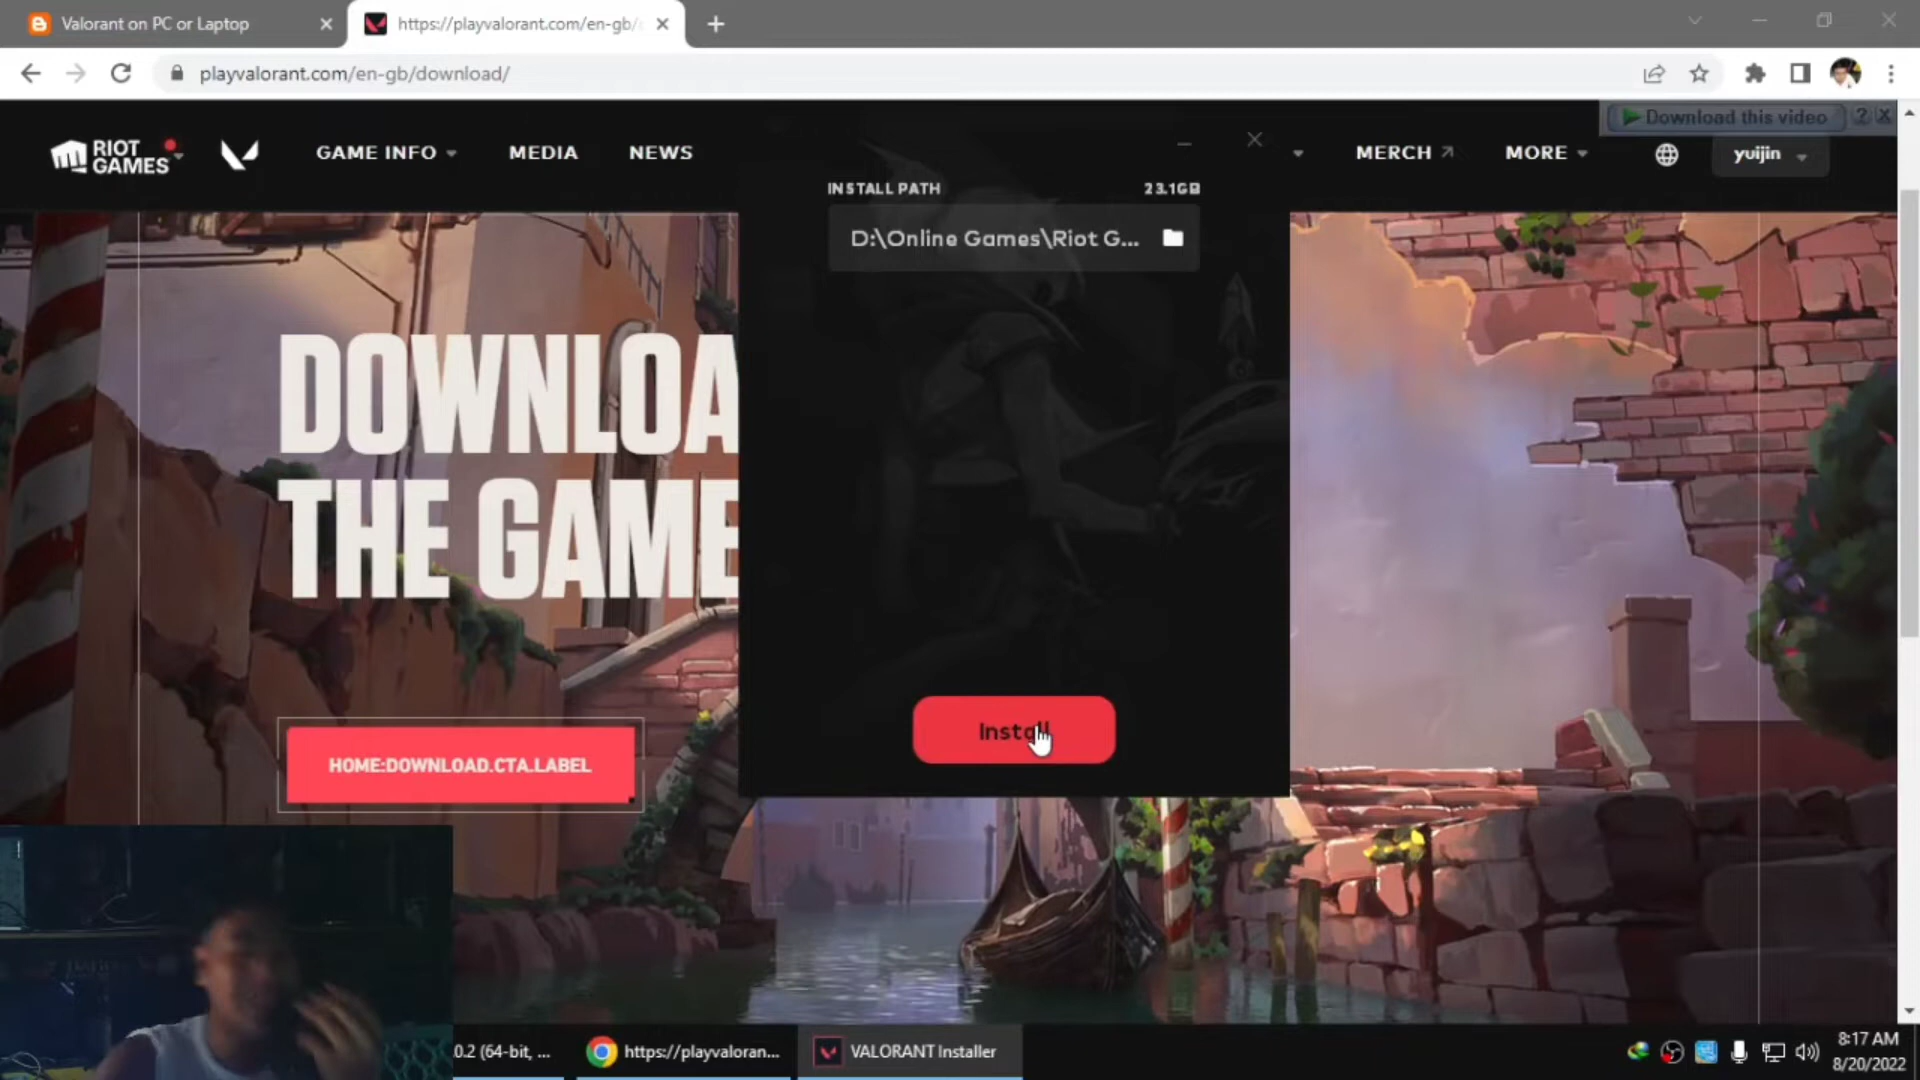 Valorant on PC or Laptop
https://playvalorant.com/en-gb/
playvalorant.com/en-gb/download/
Download this video
RIOT GAMES
GAME INFO
MEDIA
NEWS
MERCH
MORE
yuijin
INSTALL PATH
23.1GB
D:\Online Games\Riot G...
DOWNLOA
THE GAME
Install
HOME:DOWNLOAD.CTA.LABEL
0.2 (64-bit, ...
https://playvaloran...
VALORANT Installer
8:17 AM
8/20/2022